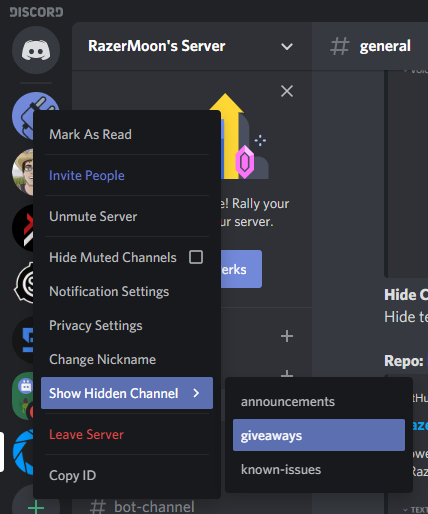 DISCORD
RazerMoon's Server
general
Mark As Read
Invite People
e! Rally your
ur server.
Unmute Server
Hide Muted Channels
erks
Notification Settings
Hide C
Hide te
Privacy Settings
Change Nickname
Repo:
Show Hidden Channel
announcements
giveaways
Leave Server
known-issues
Copy ID
bot-channel
TEXT